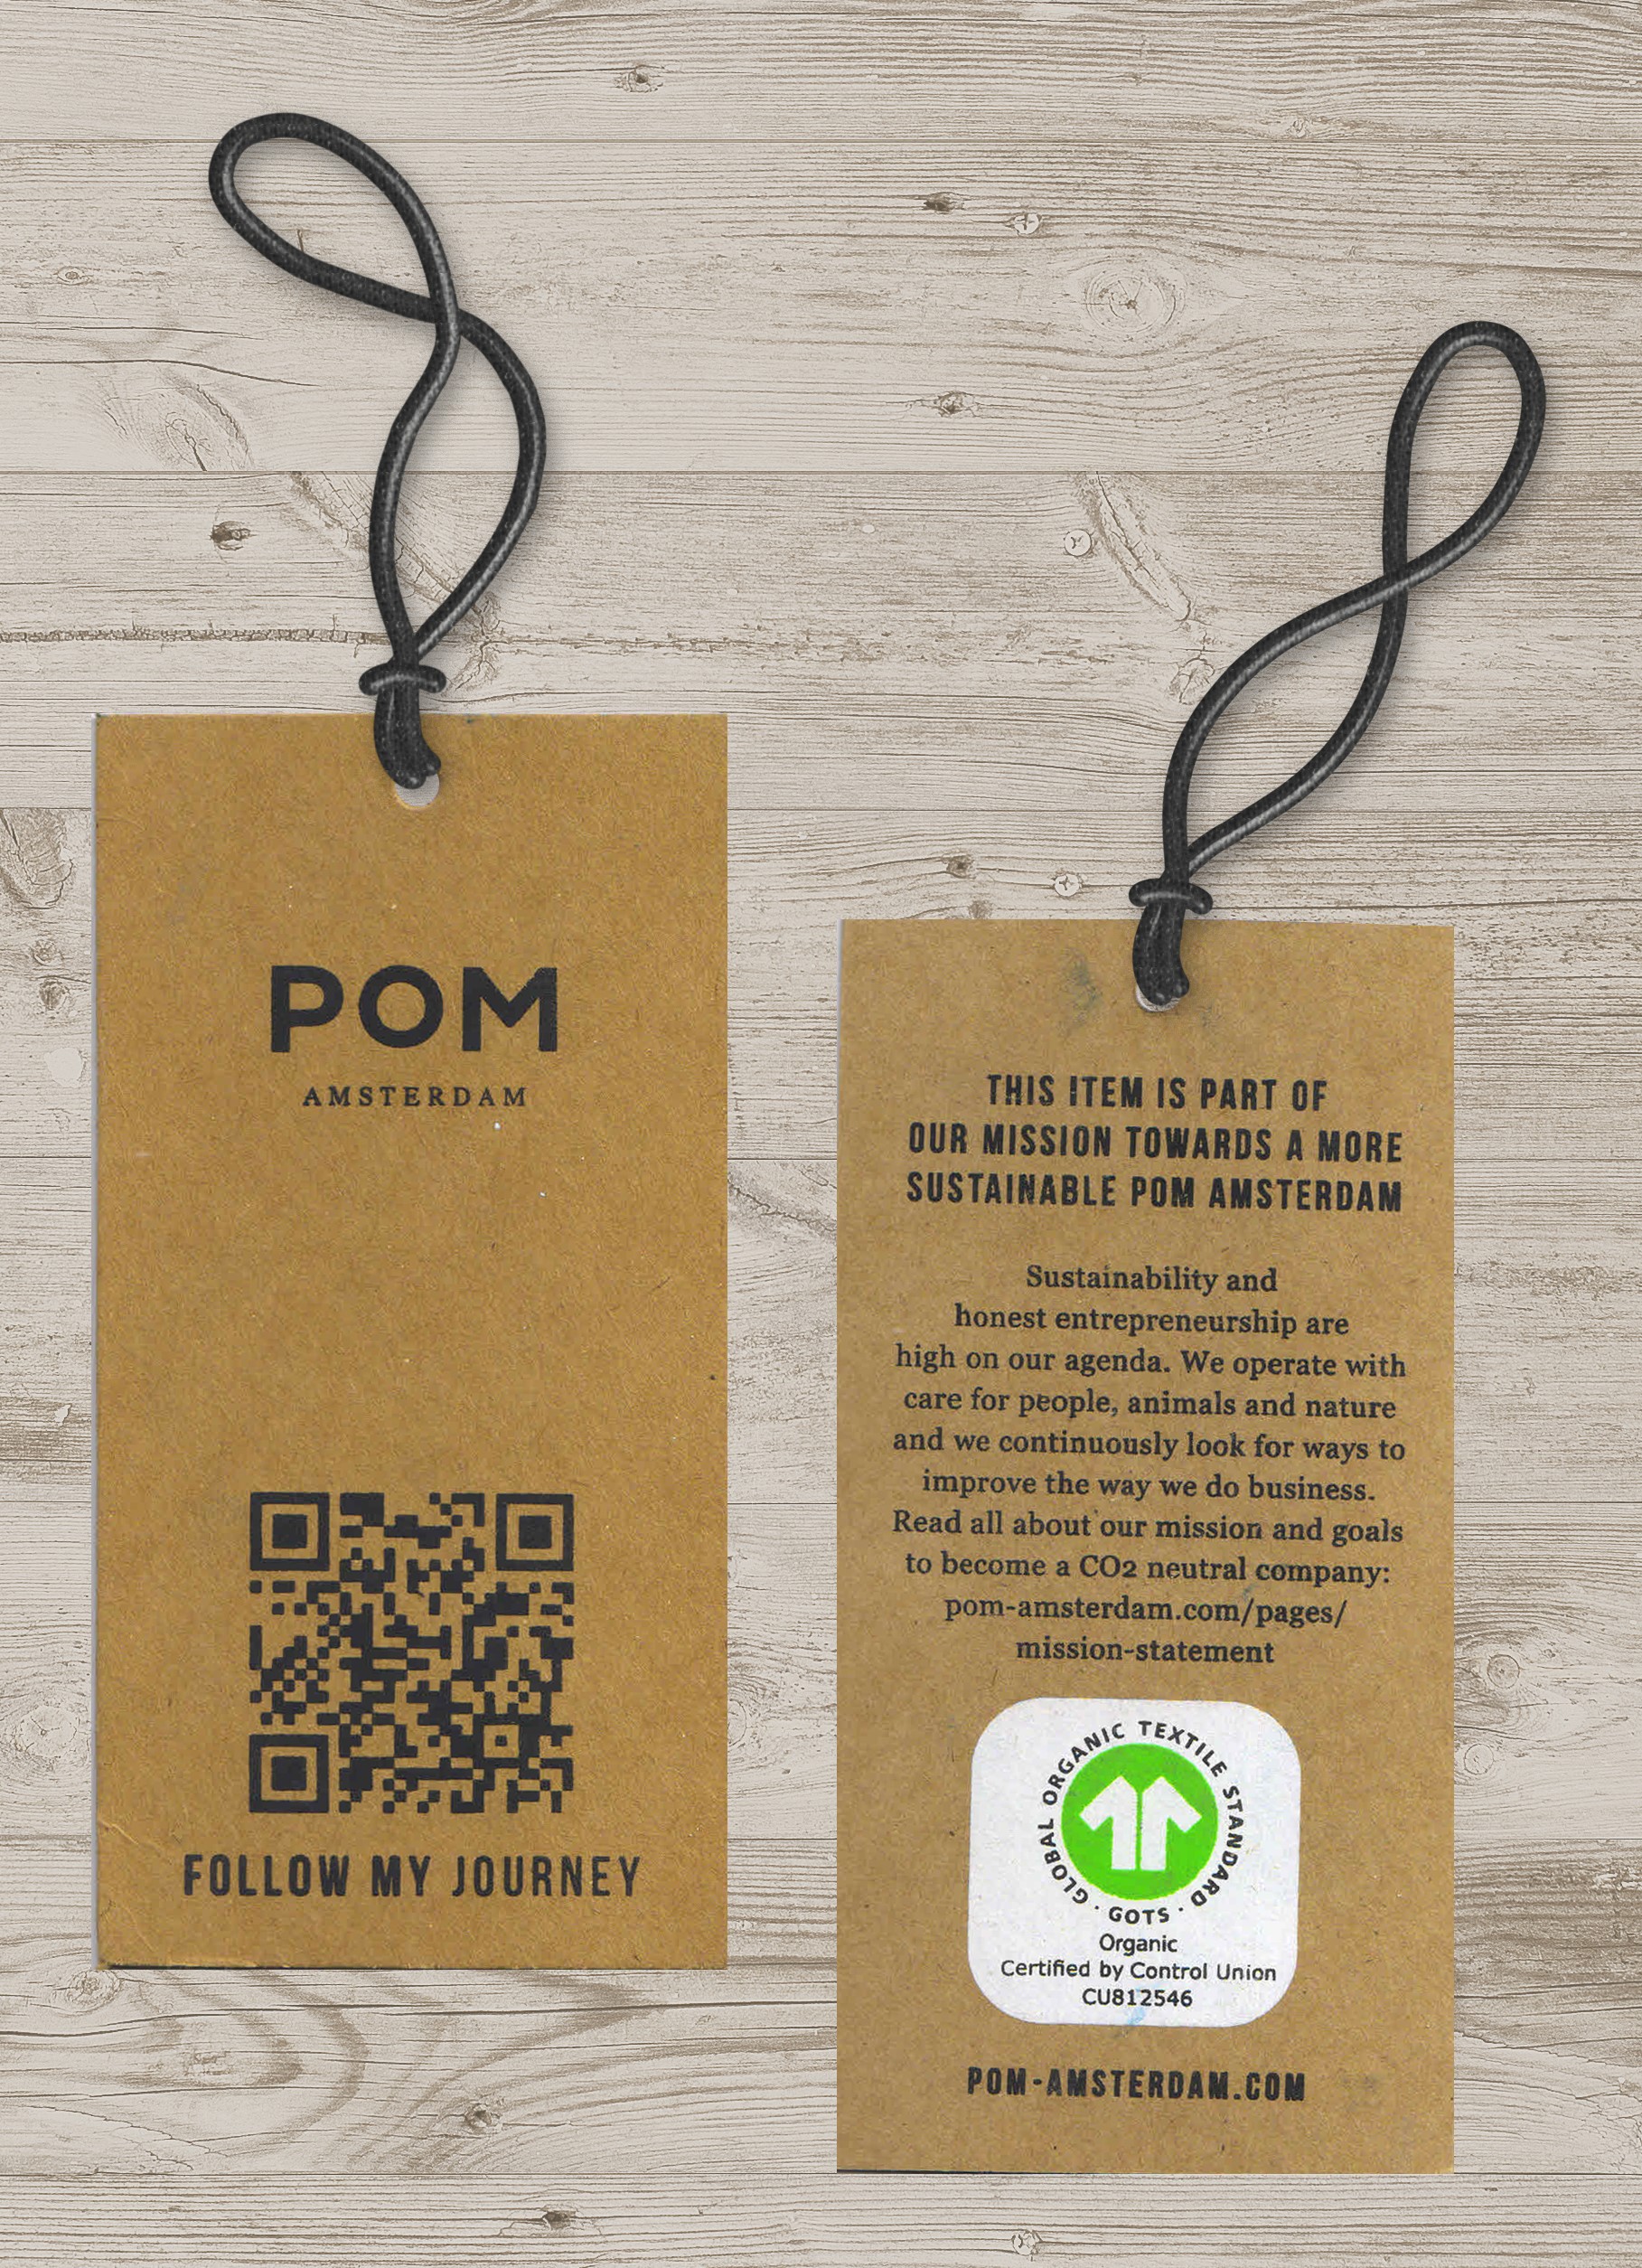 POM
AMSTERDAM
FOLLOW MY JOURNEY
THIS ITEM IS PART OF
OUR MISSION TOWARDS A MORE
SUSTAINABLE POM AMSTERDAM
Sustainability and
honest entrepreneurship are
high on our agenda. We operate with
care for people, animals and nature
and we continuously look for ways to
improve the way we do business.
Read all about our mission and goals
to become a CO2 neutral company:
pom-amsterdam.com/pages/
mission-statement
GLOBAL ORGANIC TEXTILE STANDARD · GOTS ·
Organic
Certified by Control Union
CU812546
POM-AMSTERDAM.COM